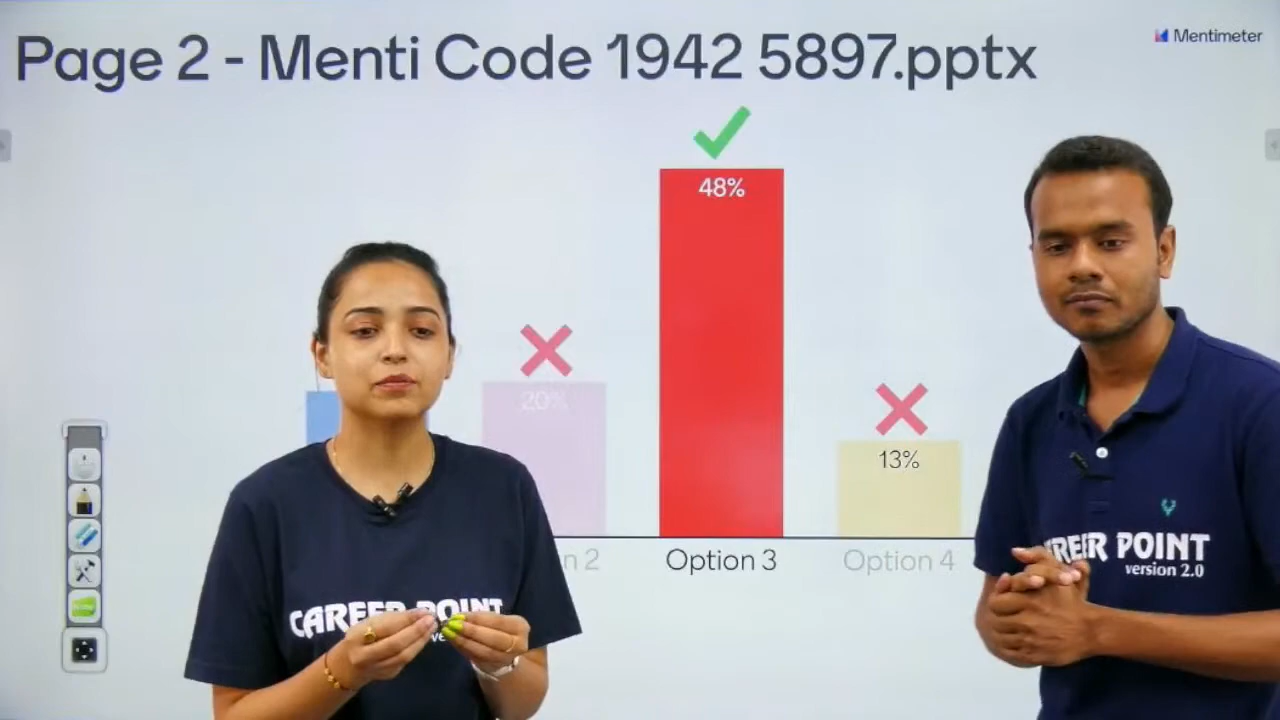 Page 2 - Menti Code 1942 5897.pptx
Mentimeter
48%
20%
13%
n 2
Option 3
Option 4
CAREER POINT
REER POINT
version 2.0